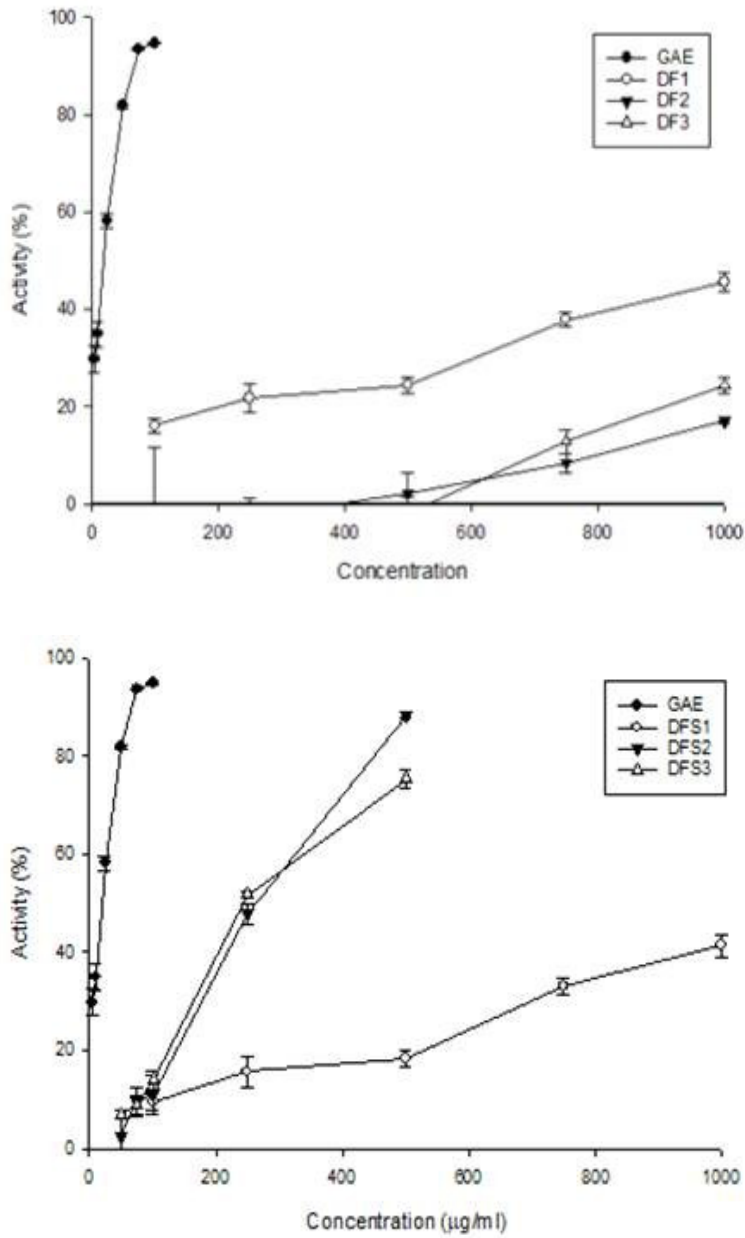 100
80
60
40
20
0
Activity (%)
GAE
DF1
DF2
DF3
0 200 400 600 800 1000
Concentration
100
80
60
40
20
0
Activity (%)
GAE
DFS1
DFS2
DFS3
0 200 400 600 800 1000
Concentration (µg/ml)